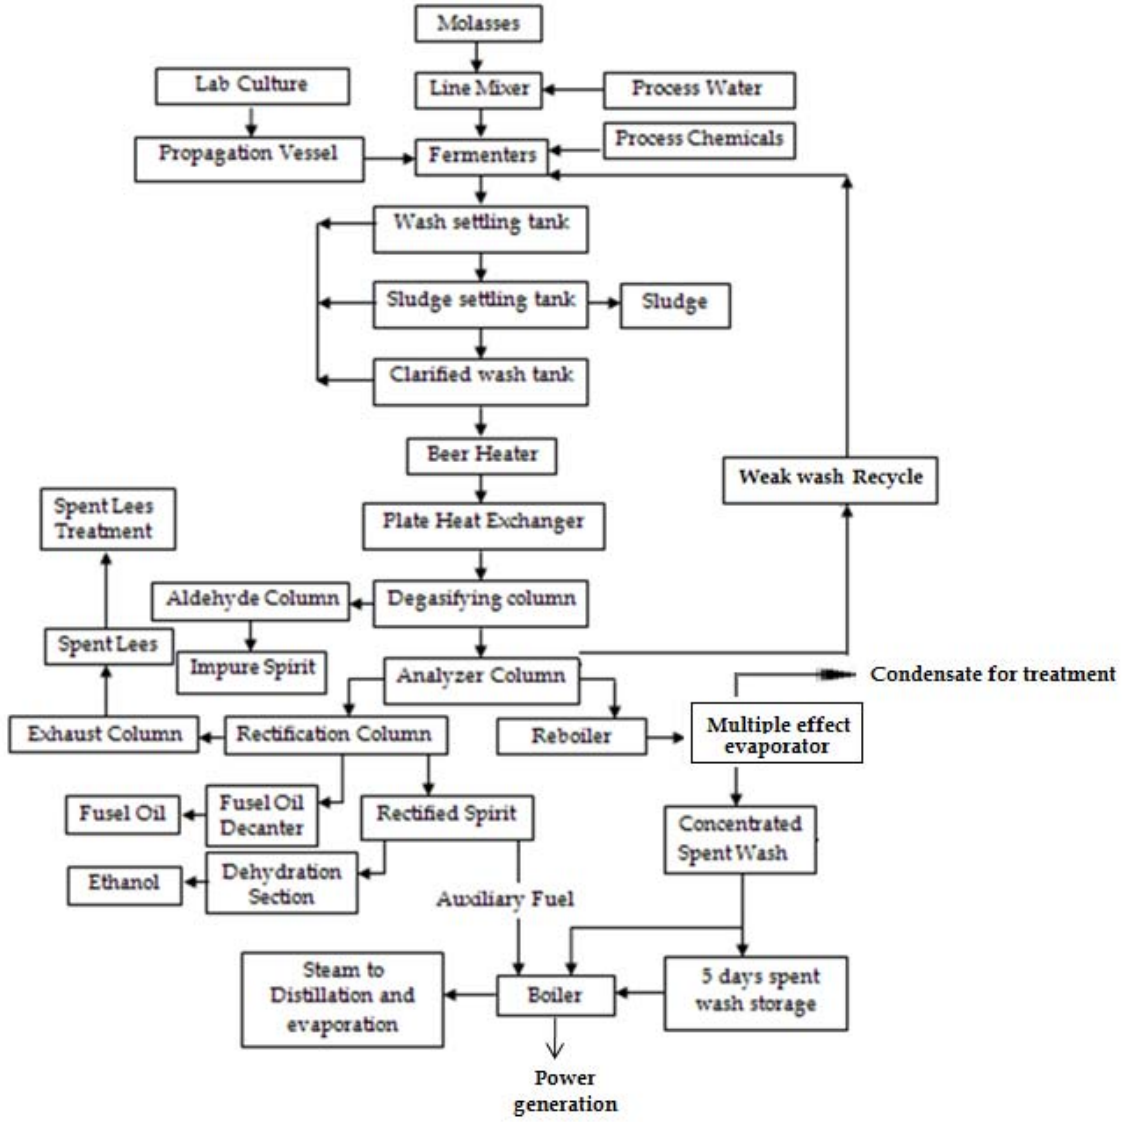 Molasses
Lab Culture
Line Mixer
Process Water
Process Chemicals
Propagation Vessel
Fermenters
Wash settling tank
Sludge settling tank
Sludge
Clarified wash tank
Beer Heater
Weak wash Recycle
Spent Lees
Treatment
Plate Heat Exchanger
Aldehyde Column
Degasifying column
Spent Lees
Impure Spirit
Analyzer Column
Condensate for treatment
Exhaust Column
Rectification Column
Reboiler
Multiple effect
evaporator
Fusel Oil
Fusel Oil
Decanter
Rectified Spirit
Concentrated
Spent Wash
Ethanol
Dehydration
Section
Auxiliary Fuel
Steam to
Distillation and
evaporation
Boiler
5 days spent
wash storage
Power
generation